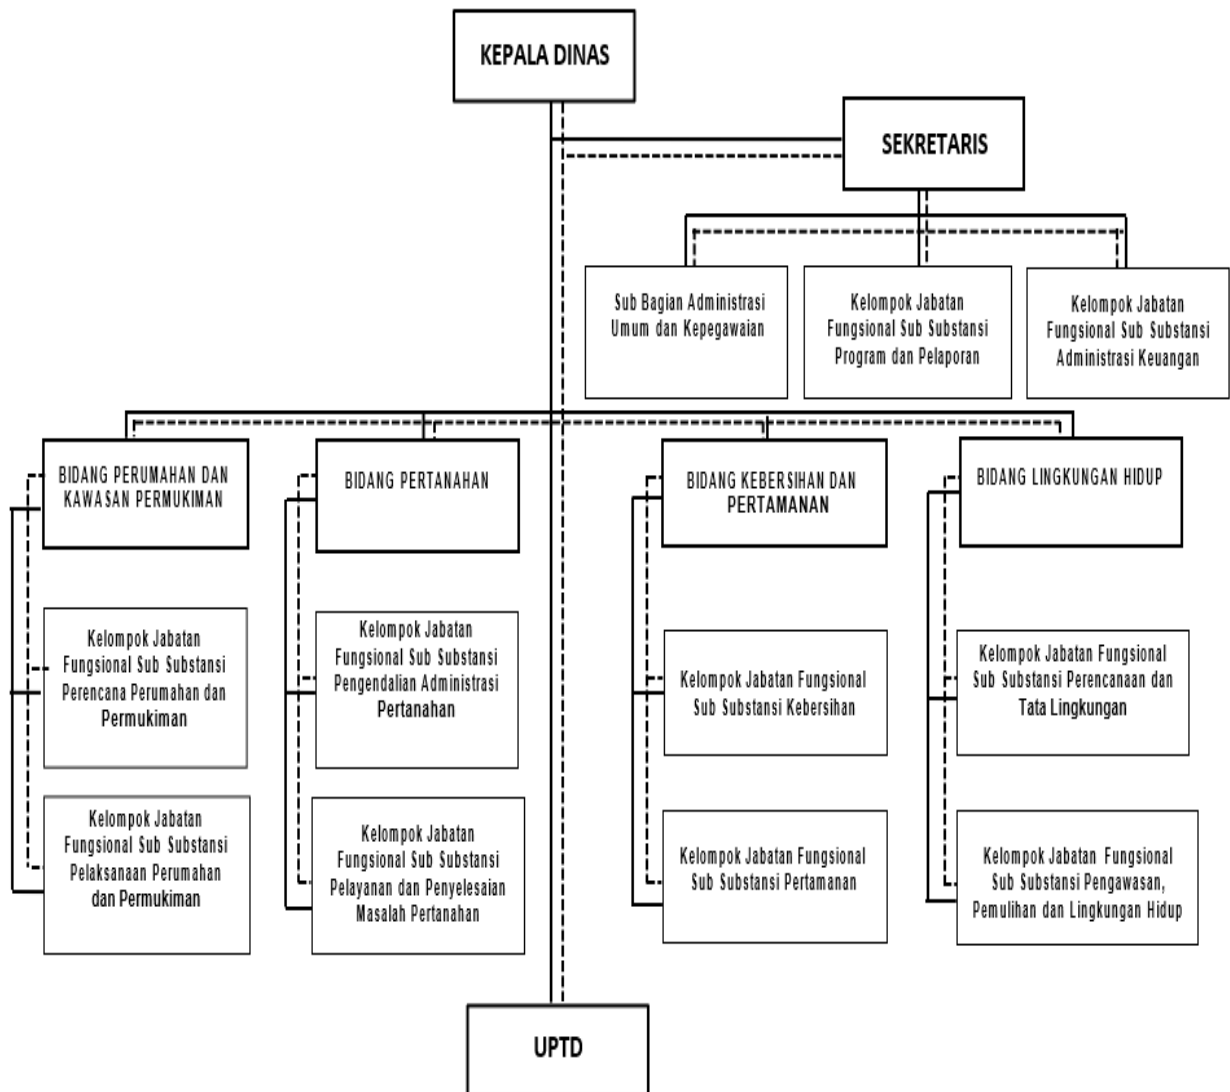 KEPALA DINAS
SEKRETARIS
Sub Bagian Administrasi
Umum dan Kepegawaian
Kelompok Jabatan
Fungsional Sub Substansi
Program dan Pelaporan
Kelompok Jabatan
Fungsional Sub Substansi
Administrasi Keuangan
BIDANG PERUMAHAN DAN
KAWASAN PERMUKIMAN
BIDANG PERTANAHAN
BIDANG KEBERSIHAN DAN
PERTAMANAN
BIDANG LINGKUNGAN HIDUP
Kelompok Jabatan
Fungsional Sub Substansi
Perencana Perumahan dan
Permukiman
Kelompok Jabatan
Fungsional Sub Substansi
Pengendalian Administrasi
Pertanahan
Kelompok Jabatan Fungsional
Sub Substansi Kebersihan
Kelompok Jabatan Fungsional
Sub Substansi Perencanaan dan
Tata Lingkungan
Kelompok Jabatan
Fungsional Sub Substansi
Pelaksanaan Perumahan
dan Permukiman
Kelompok Jabatan
Fungsional Sub Substansi
Pelayanan dan Penyelesaian
Masalah Pertanahan
Kelompok Jabatan Fungsional
Sub Substansi Pertamanan
Kelompok Jabatan Fungsional
Sub Substansi Pengawasan,
Pemulihan dan Lingkungan Hidup
UPTD